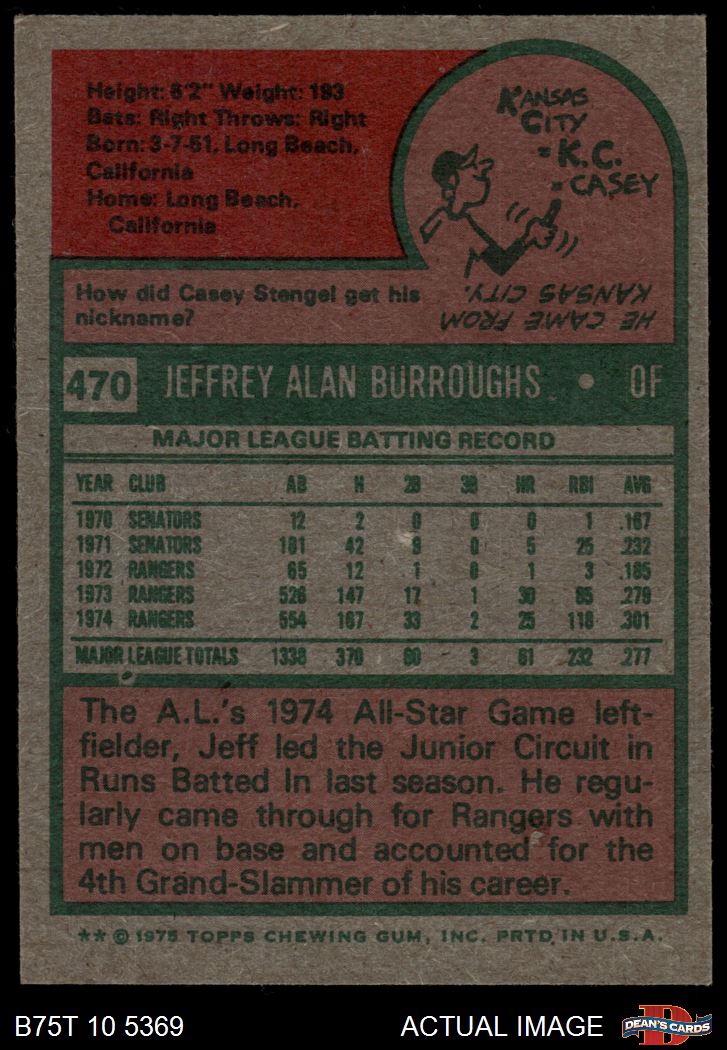 Height: 6'2" Weight: 193
Bats: Right Throws: Right
Born: 3-7-51, Long Beach,
California
Home: Long Beach,
California
KANSAS
CITY
= K.C.
= CASEY
How did Casey Stengel get his
nickname?
HE CAME FROM
KANSAS CITY.
470 JEFFREY ALAN BURROUGHS • OF
MAJOR LEAGUE BATTING RECORD
YEAR CLUB AB H 2B 3B HR RBI AVG
1970 SENATORS 12 2 0 0 0 1 .167
1971 SENATORS 181 42 9 0 5 25 .232
1972 RANGERS 65 12 1 0 1 3 .185
1973 RANGERS 526 147 17 1 30 85 .279
1974 RANGERS 554 167 33 2 25 118 .301
MAJOR LEAGUE TOTALS 1338 370 60 3 61 232 .277
The A.L.'s 1974 All-Star Game left-
fielder, Jeff led the Junior Circuit in
Runs Batted In last season. He regu-
larly came through for Rangers with
men on base and accounted for the
4th Grand-Slammer of his career.
** © 1975 TOPPS CHEWING GUM, INC. PRTD. IN U.S.A.
B75T 10 5369 ACTUAL IMAGE
D
DEAN'S CARDS